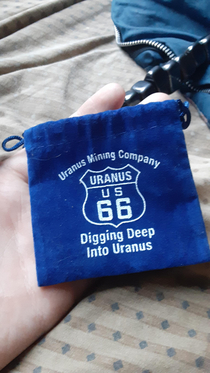 Uranus Mining Company
URANUS
US
66
Digging Deep
Into Uranus